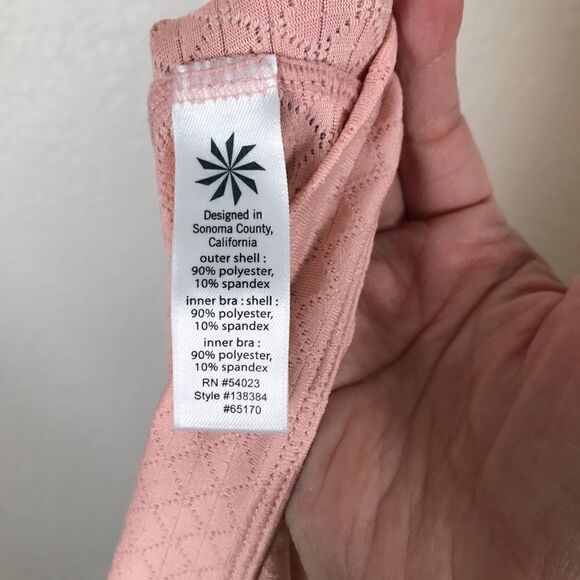 Designed in
Sonoma County,
California
outer shell :
90% polyester,
10% spandex
inner bra : shell :
90% polyester,
10% spandex
inner bra :
90% polyester,
10% spandex
RN #54023
Style #138384
#65170